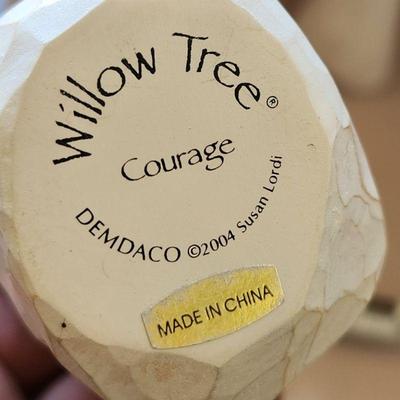 Willow Tree®
Courage
DEMDACO ©2004 Susan Lordi
MADE IN CHINA